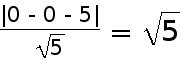 |0 - 0 - 5| / √5 = √5